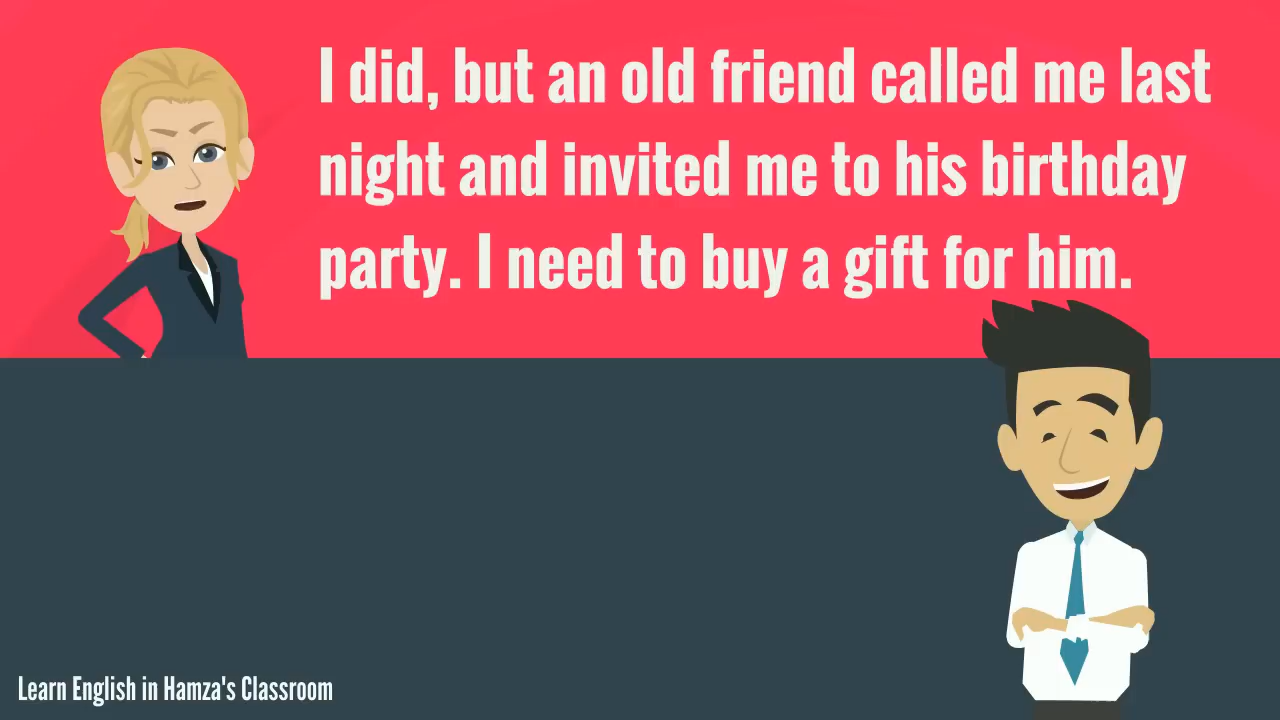 I did, but an old friend called me last
night and invited me to his birthday
party. I need to buy a gift for him.
Learn English in Hamza's Classroom